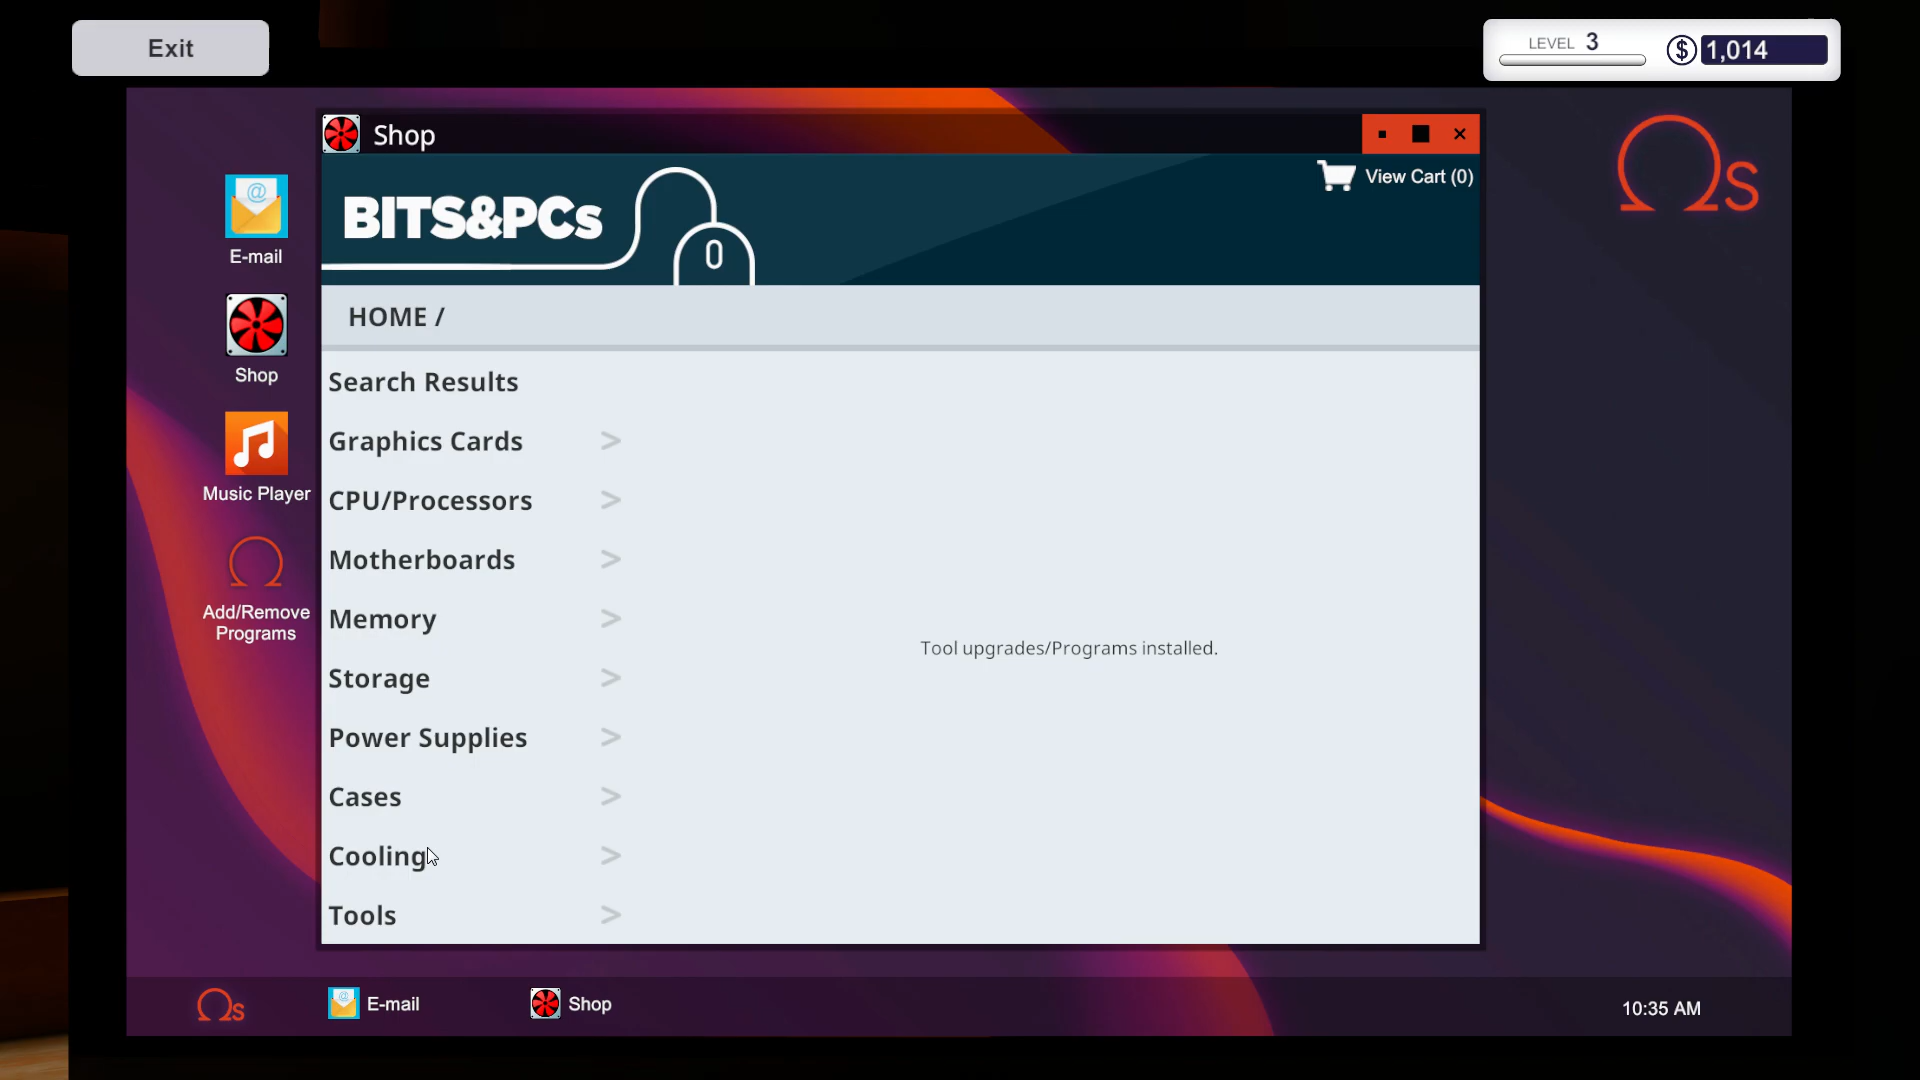 Exit
LEVEL 3
$ 1,014
Shop
View Cart (0)
BITS&PCs
Ωs
E-mail
HOME /
Shop
Search Results
Graphics Cards >
Music Player
CPU/Processors >
Motherboards >
Add/Remove
Programs
Memory >
Tool upgrades/Programs installed.
Storage >
Power Supplies >
Cases >
Cooling >
Tools >
Ωs
E-mail
Shop
10:35 AM